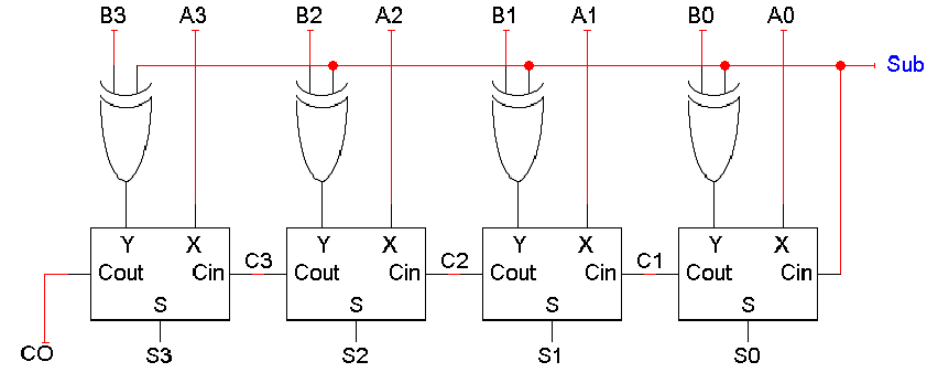 B3 A3 B2 A2 B1 A1 B0 A0
Sub
Y X Y X Y X Y X
Cout Cin C3 Cout Cin C2 Cout Cin C1 Cout Cin
S S S S
CO S3 S2 S1 S0